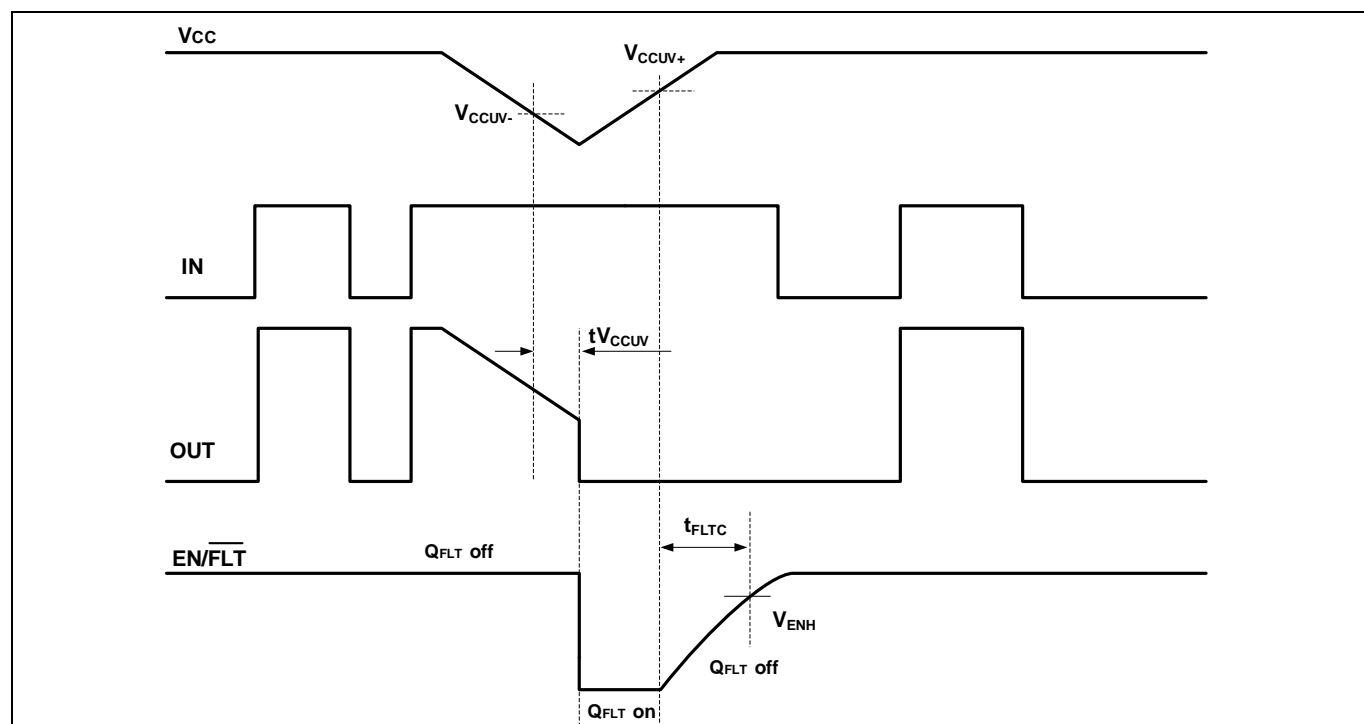 VCC
VCCUV+
VCCUV-
IN
tVCCUV
OUT
tFLTC
EN/FLT
QFLT off
VENH
QFLT off
QFLT on